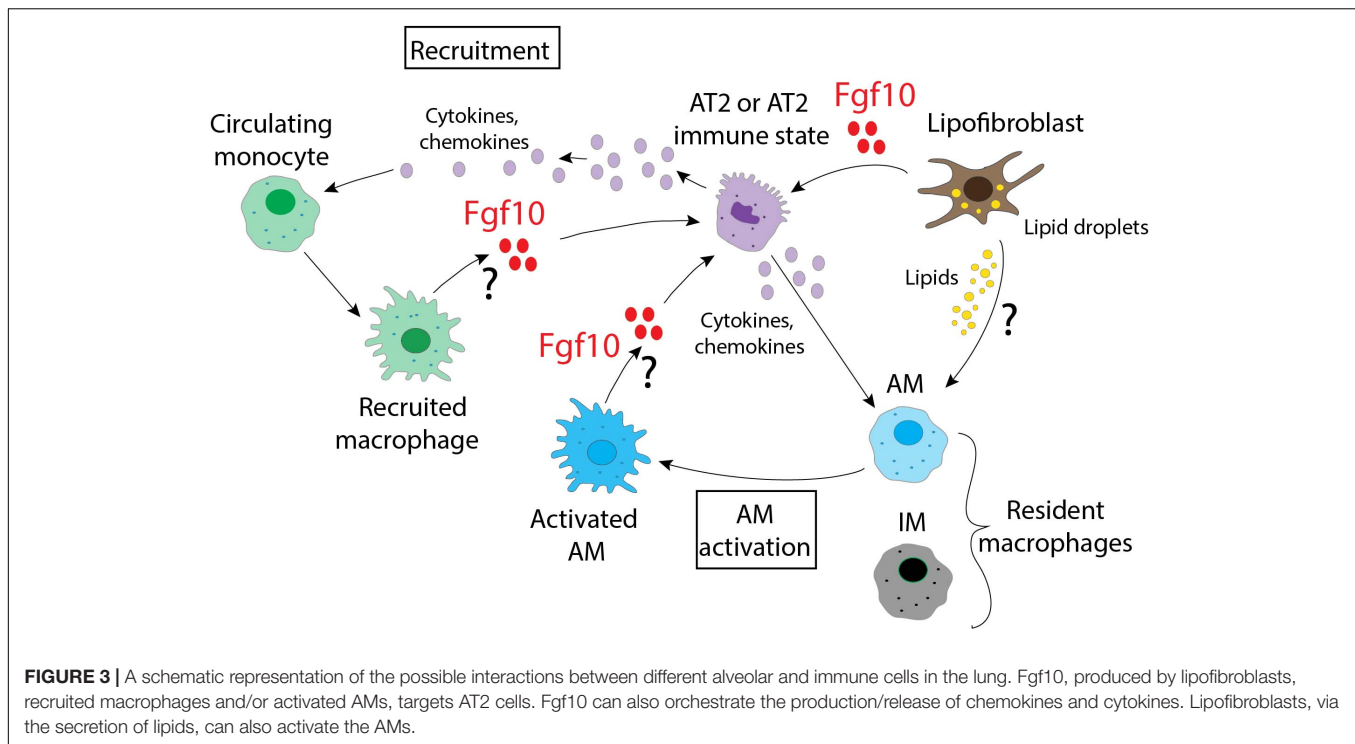 Recruitment
Circulating
monocyte
Cytokines,
chemokines
AT2 or AT2
immune state
Fgf10
Lipofibroblast
Lipid droplets
Lipids
?
Fgf10
?
Recruited
macrophage
Fgf10
?
Cytokines,
chemokines
AM
Activated
AM
AM
activation
IM
Resident
macrophages
FIGURE 3 | A schematic representation of the possible interactions between different alveolar and immune cells in the lung. Fgf10, produced by lipofibroblasts,
recruited macrophages and/or activated AMs, targets AT2 cells. Fgf10 can also orchestrate the production/release of chemokines and cytokines. Lipofibroblasts, via
the secretion of lipids, can also activate the AMs.